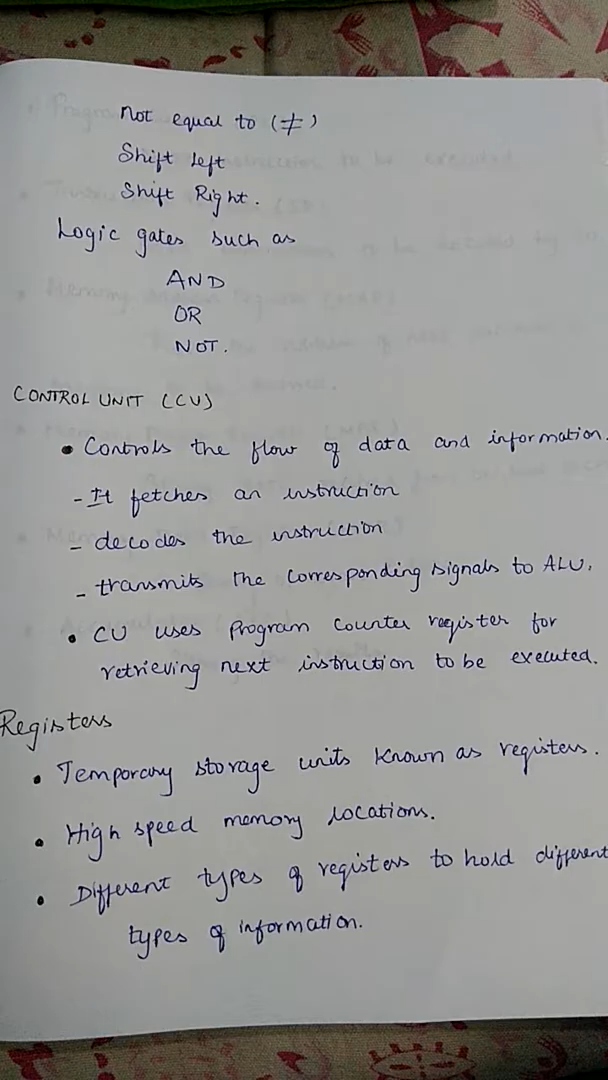 Not equal to (≠)
Shift Left
Shift Right.
Logic gates such as
AND
OR
NOT.
CONTROL UNIT (CU)
• Controls the flow of data and information.
- It fetches an instruction
- decodes the instruction
- transmits the corresponding signals to ALU.
• CU uses Program Counter register for
retrieving next instruction to be executed.
Registers
• Temporary storage units known as registers.
• High speed memory locations.
• Different types of registers to hold different
types of information.